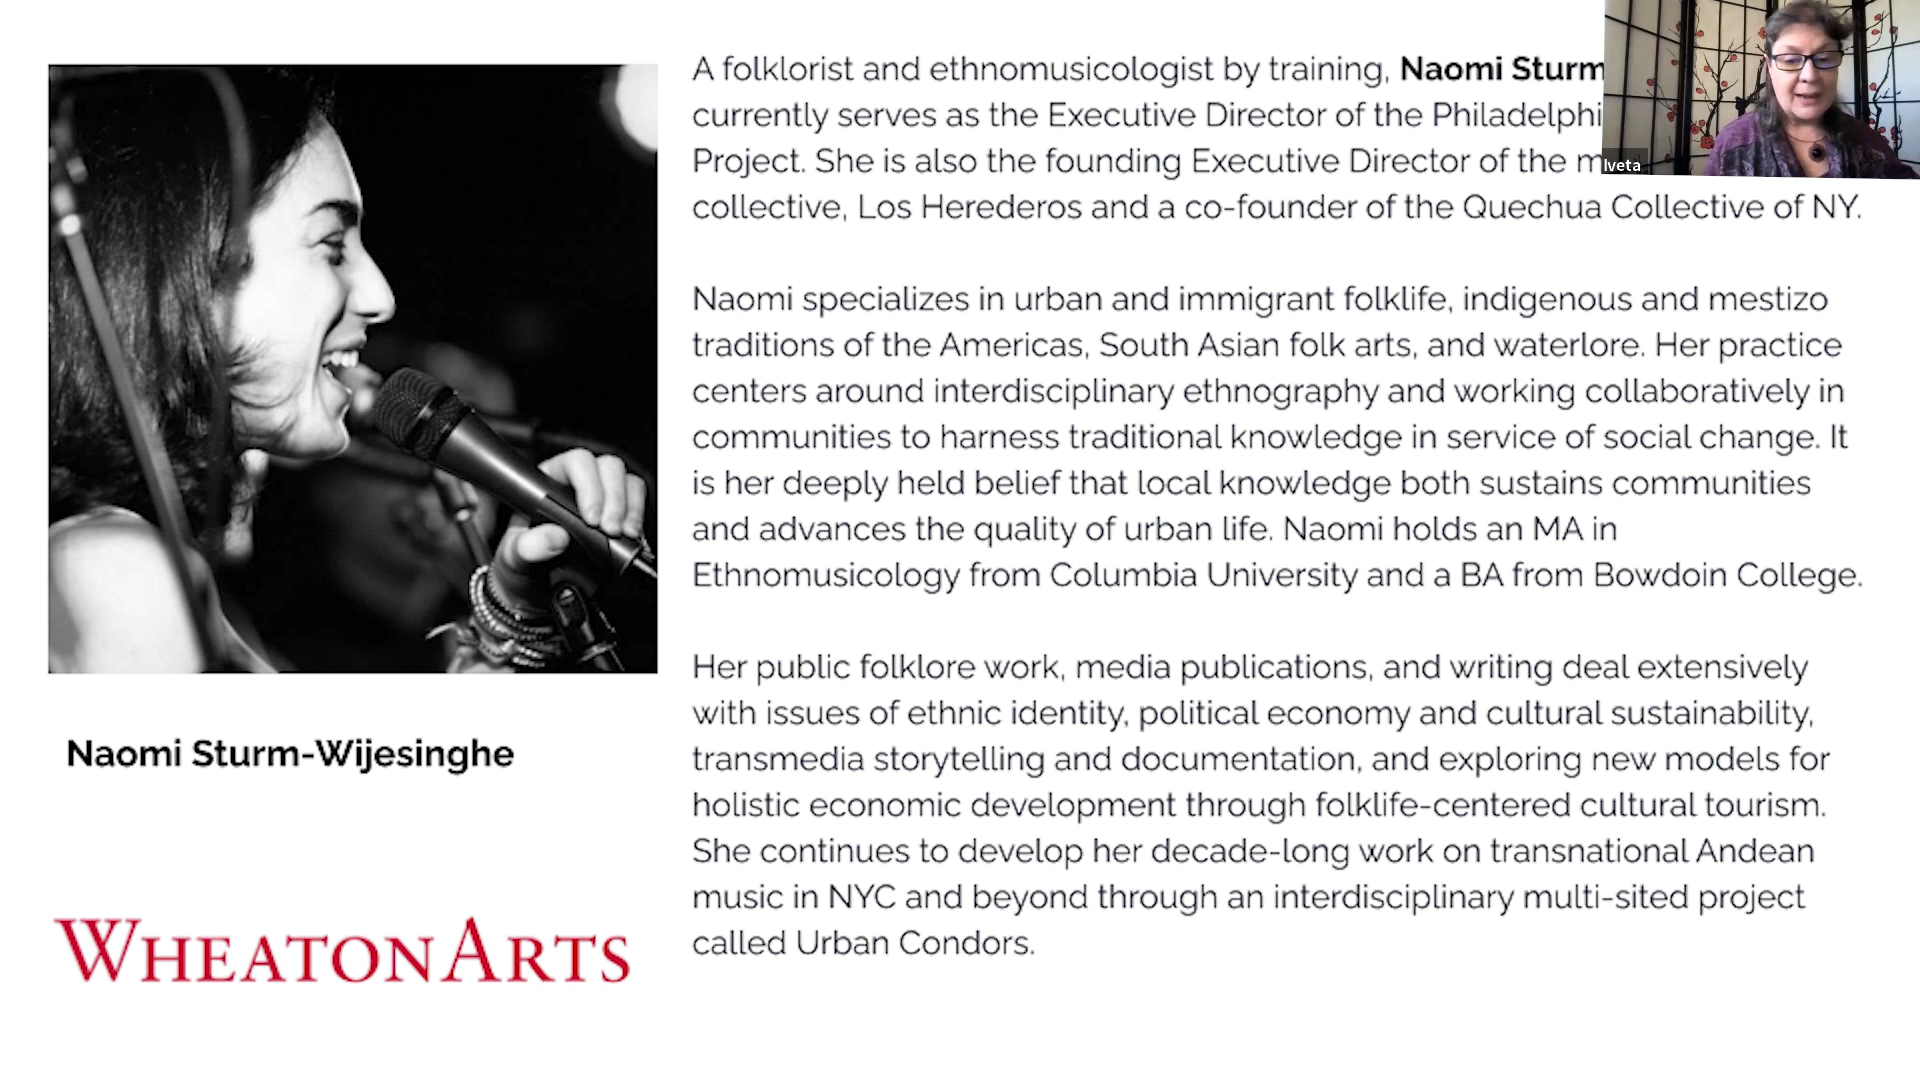 A folklorist and ethnomusicologist by training, Naomi Sturm
currently serves as the Executive Director of the
Project. She is also the founding Executive Director of the
collective, Los Herederos and a co-founder of the Quechua Collective of NY.
Naomi specializes in urban and immigrant folklife, indigenous and mestizo
traditions of the Americas, South Asian folk arts, and waterlore. Her practice
centers around interdisciplinary ethnography and working collaboratively in
communities to harness traditional knowledge in service of social change. It
is her deeply held belief that local knowledge both sustains communities
and advances the quality of urban life. Naomi holds an MA in
Ethnomusicology from Columbia University and a BA from Bowdoin College.
Her public folklore work, media publications, and writing deal extensively
with issues of ethnic identity, political economy and cultural sustainability,
transmedia storytelling and documentation, and exploring new models for
holistic economic development through folklife-centered cultural tourism.
She continues to develop her decade-long work on transnational Andean
music in NYC and beyond through an interdisciplinary multi-sited project
called Urban Condors.
Naomi Sturm-Wijesinghe
WHEATONARTS
Iveta